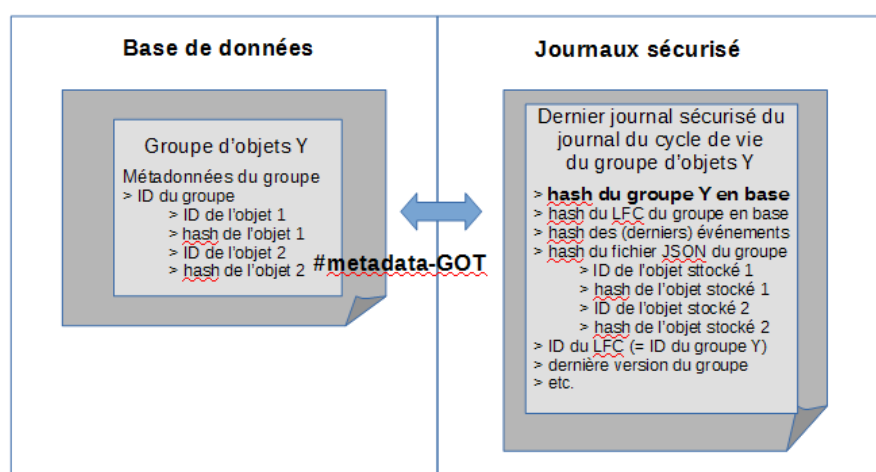 Base de données
Groupe d'objets Y
Métadonnées du groupe
> ID du groupe
> ID de l'objet 1
> hash de l'objet 1
> ID de l'objet 2
> hash de l'objet 2
#metadata-GOT
Journaux sécurisé
Dernier journal sécurisé du
journal du cycle de vie
du groupe d'objets Y
> hash du groupe Y en base
> hash du LFC du groupe en base
> hash des (derniers) événements
> hash du fichier JSON du groupe
> ID de l'objet sttocké 1
> hash de l'objet stocké 1
> ID de l'objet stocké 2
> hash de l'objet stocké 2
> ID du LFC (= ID du groupe Y)
> dernière version du groupe
> etc.